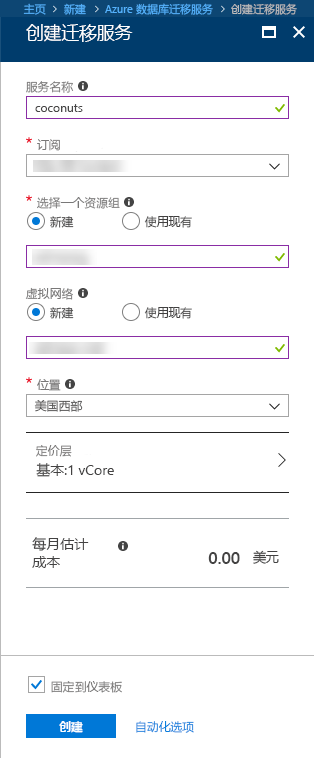 主页 > 新建 > Azure 数据库迁移服务 > 创建迁移服务
创建迁移服务
服务名称
coconuts
* 订阅
* 选择一个资源组
新建 使用现有
虚拟网络
新建 使用现有
* 位置
美国西部
定价层
基本:1 vCore
每月估计
成本
0.00 美元
固定到仪表板
创建 自动化选项